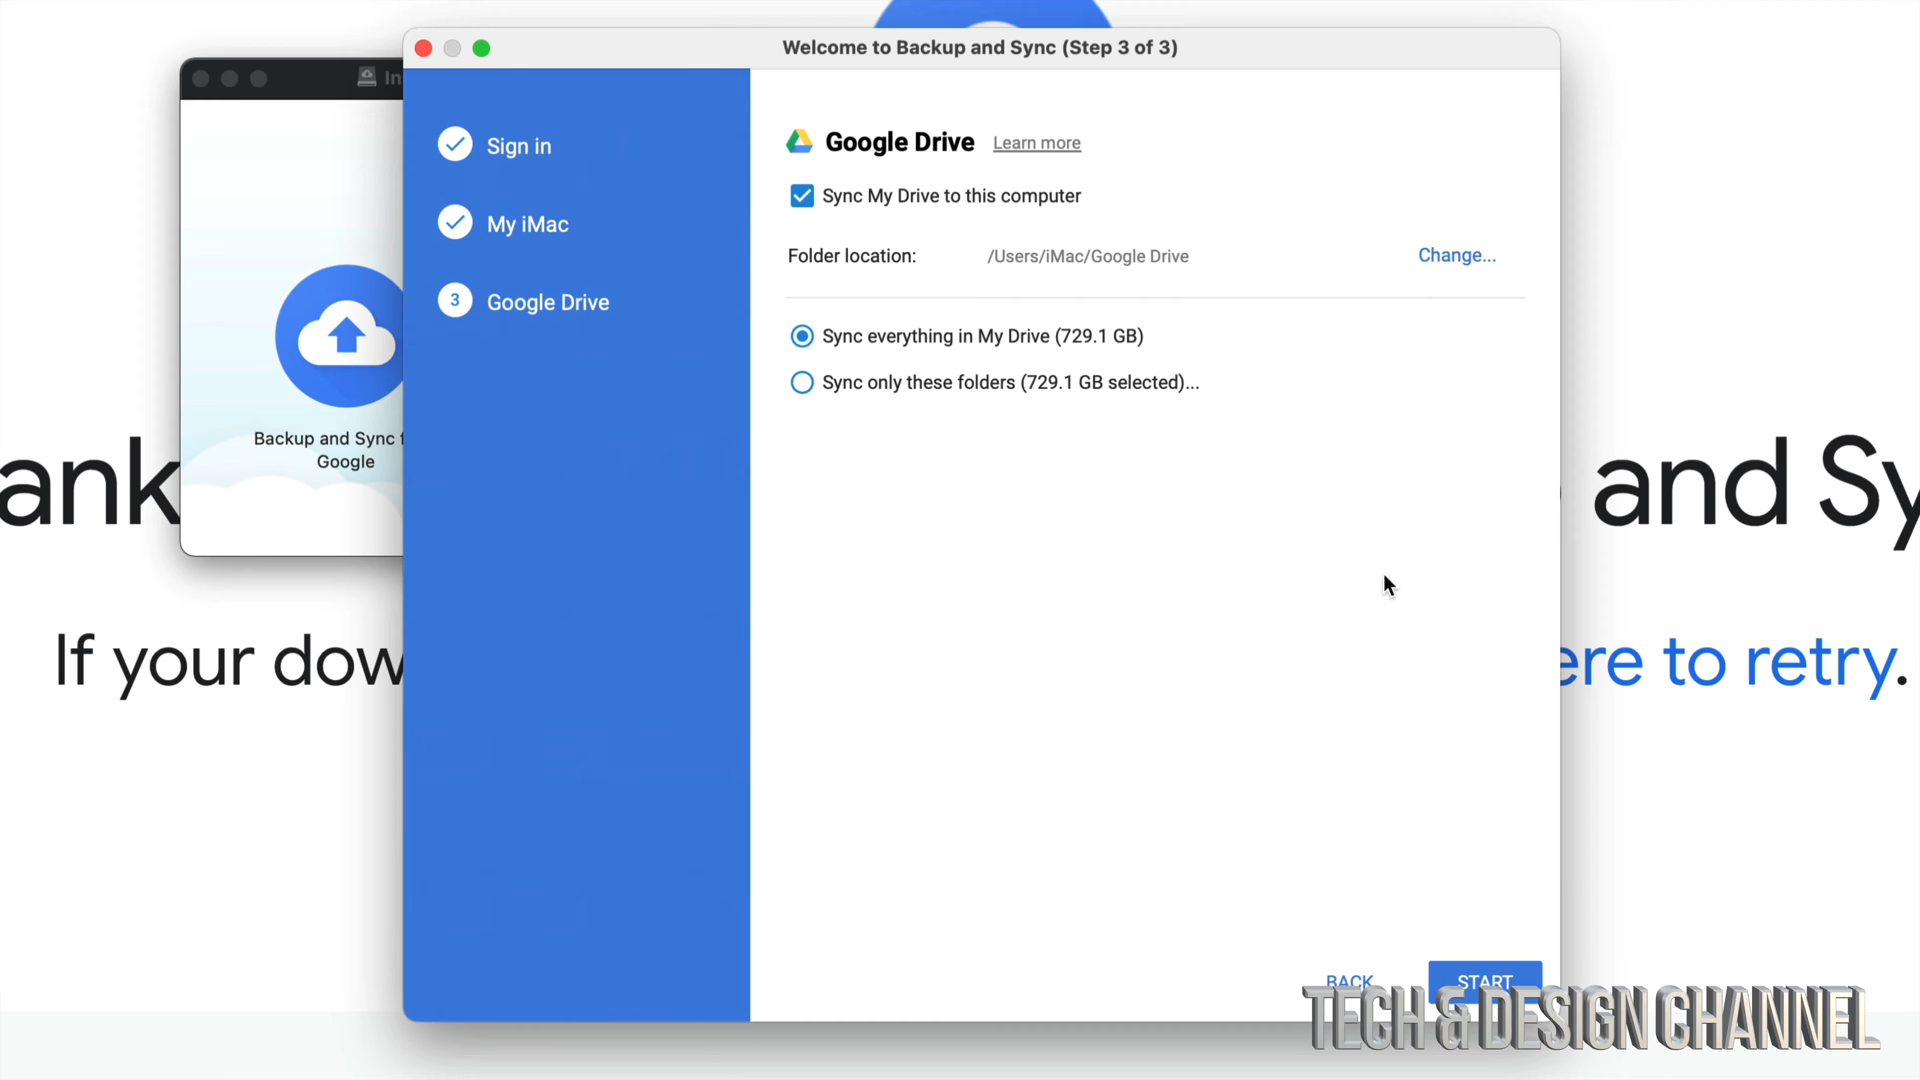 Welcome to Backup and Sync (Step 3 of 3)
In
Sign in
My iMac
3
Google Drive
Google Drive Learn more
Sync My Drive to this computer
Folder location: /Users/iMac/Google Drive Change...
Sync everything in My Drive (729.1 GB)
Sync only these folders (729.1 GB selected)...
Backup and Sync f
Google
ank and Sy
If your dow ere to retry.
BACK START
TECH & DESIGN CHANNEL